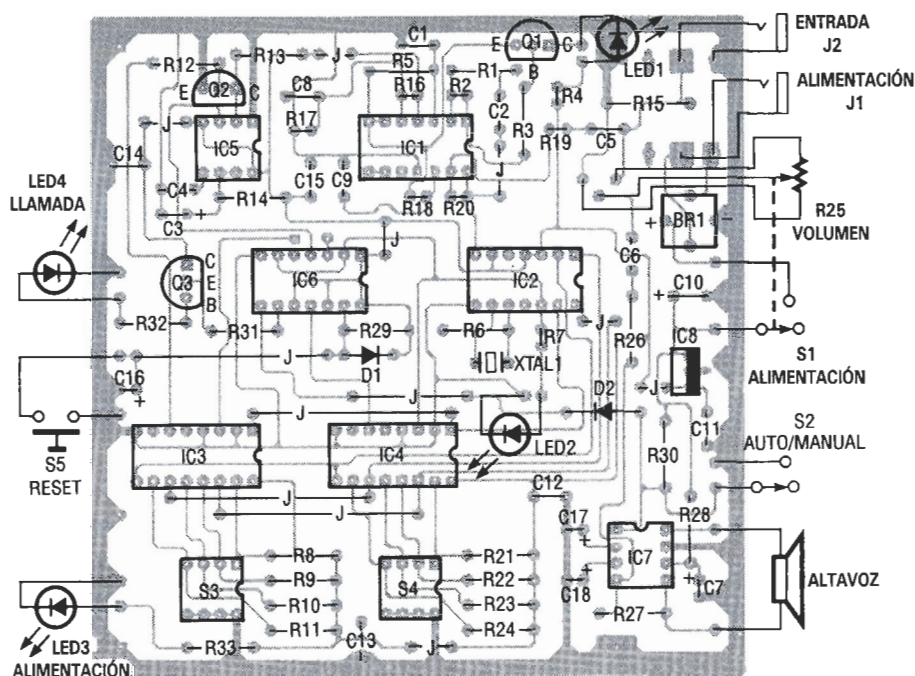 ENTRADA
J2
ALIMENTACIÓN
J1
C1
E Q1 C
B
LED1
R12
R13
J
R5
R1
E Q2 C
C8
R16
R2
C2
R4
R15
R17
R3
J
IC5
IC1
R19
C5
C14
J
C4
R14
C15
C9
R18
R20
+
BR1
-
R25
VOLUMEN
C3
+
LED4
LLAMADA
J
C
Q3
E
B
IC6
IC2
C6
+
C10
R32
R31
R29
R6
IR7
J
R26
IC8
S1
ALIMENTACIÓN
J
D1
XTAL1
C16
+
J
D2
J
C11
S2
AUTO/MANUAL
J
J
LED2
R30
S5
RESET
IC3
IC4
J
C12
J
C17
+
R28
IC7
R8
R21
S3
R9
S4
R22
+
C18
+
IC7
ALTAVOZ
R10
R23
R11
R24
R27
C13
R33
LED3
ALIMENTACIÓN